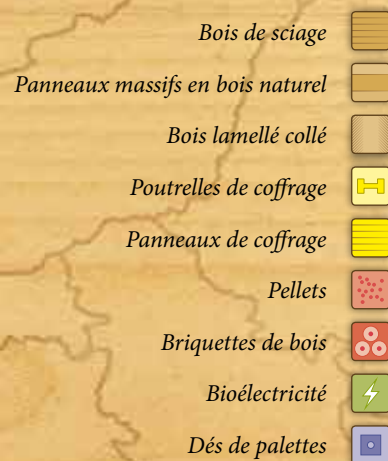 Bois de sciage
Panneaux massifs en bois naturel
Bois lamellé collé
Poutrelles de coffrage
Panneaux de coffrage
Pellets
Briquettes de bois
Bioélectricité
Dés de palettes